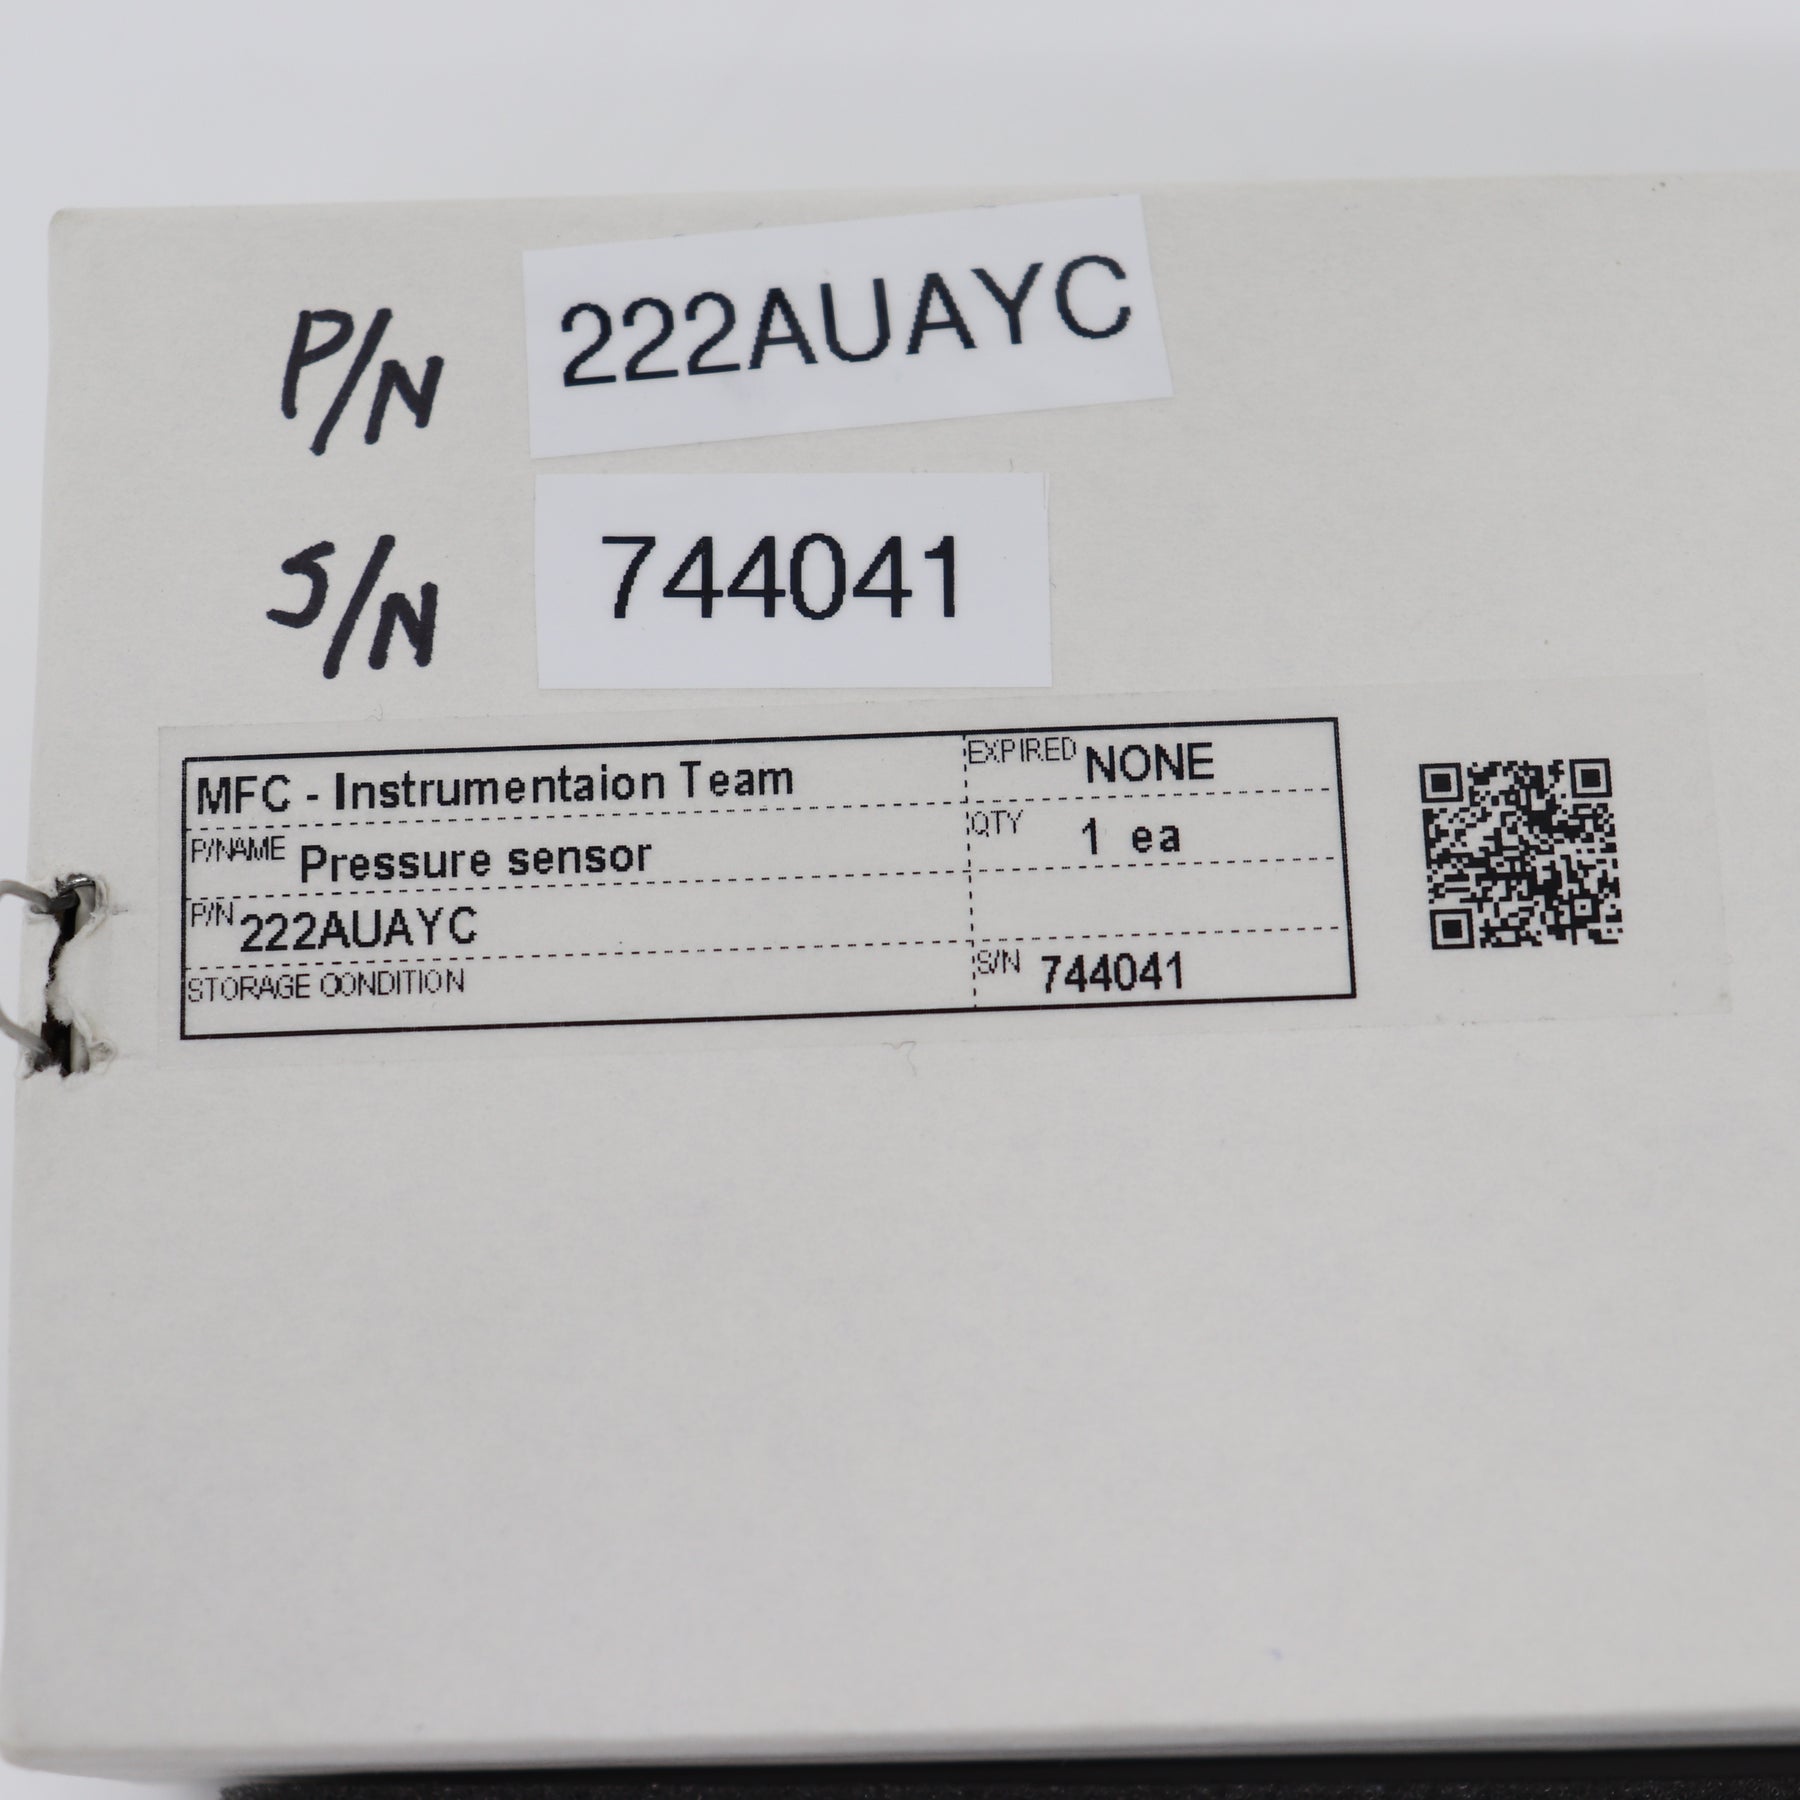 P/N 222AUAYC
S/N 744041
MFC - Instrumentaion Team EXPIRED NONE
P/NAME Pressure sensor QTY 1 ea
P/N 222AUAYC
STORAGE CONDITION S/N 744041